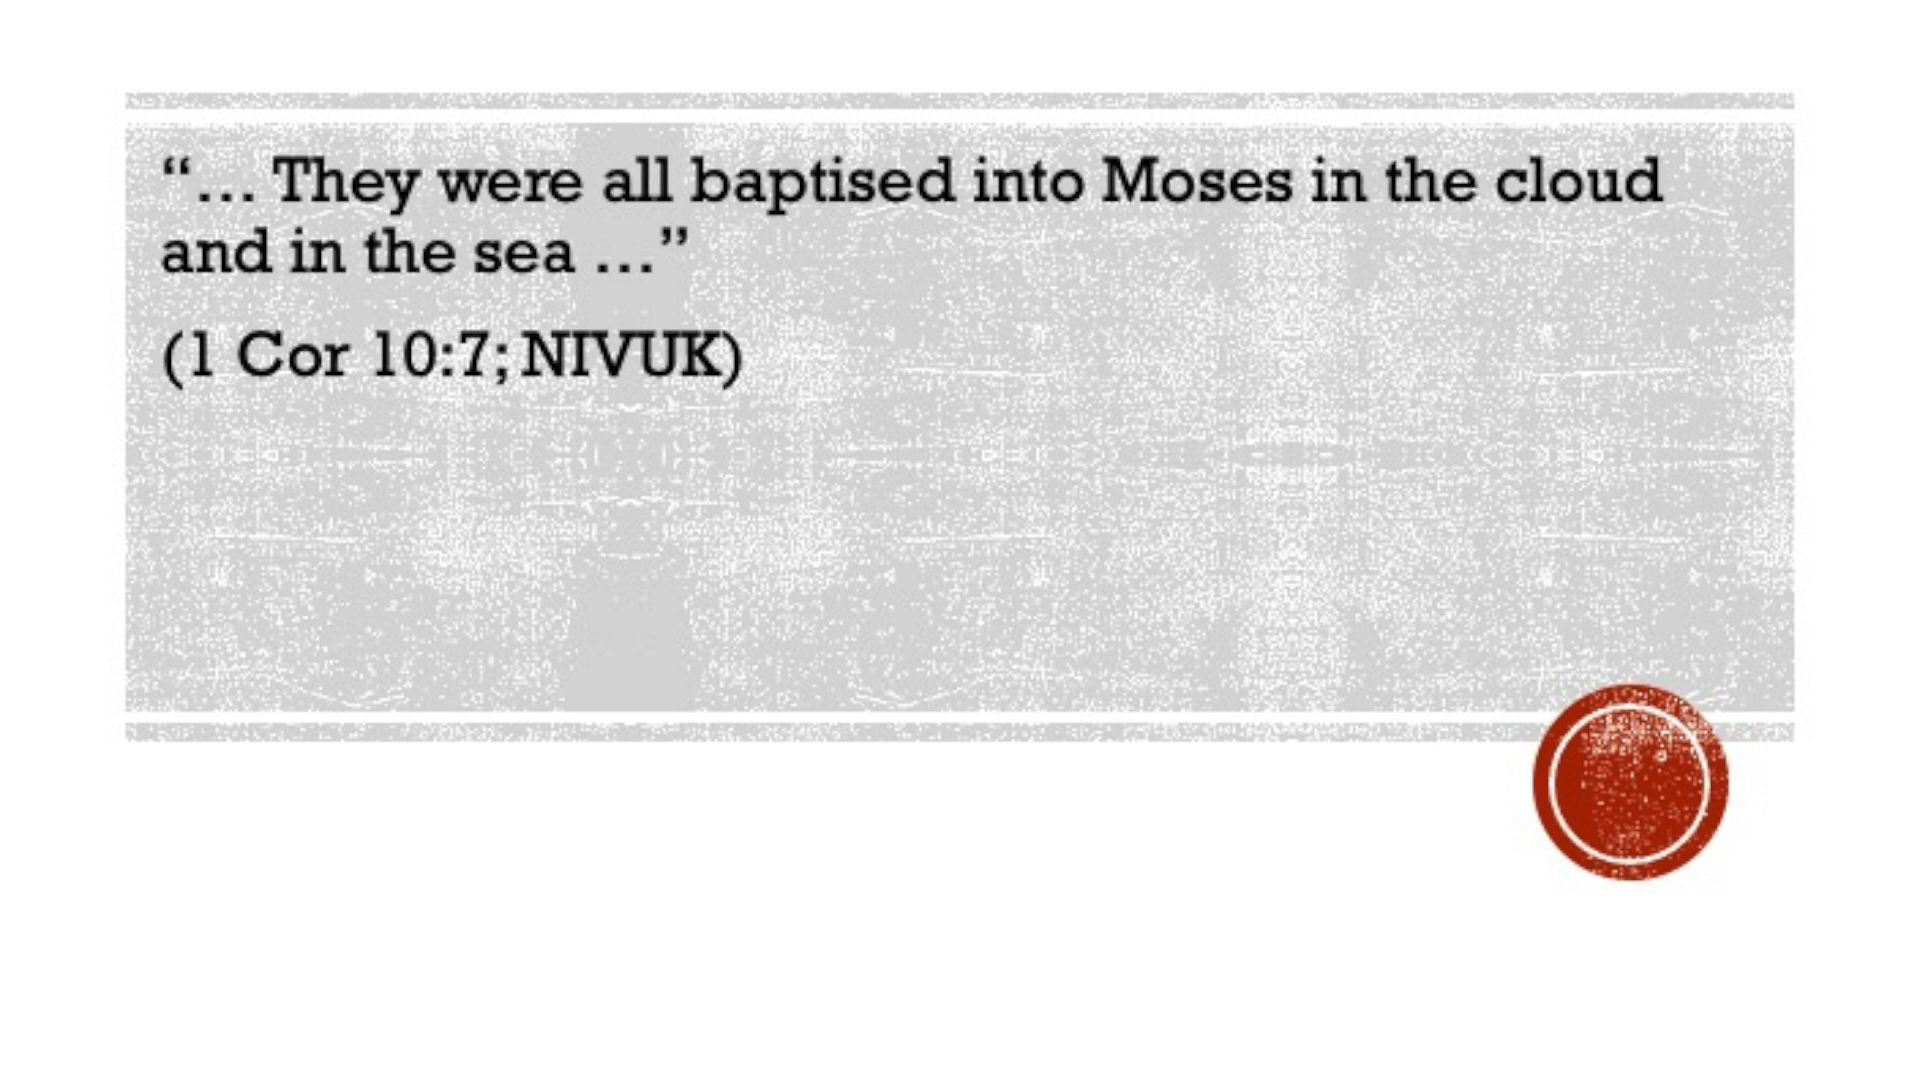 “… They were all baptised into Moses in the cloud
and in the sea …”
(1 Cor 10:7; NIVUK)